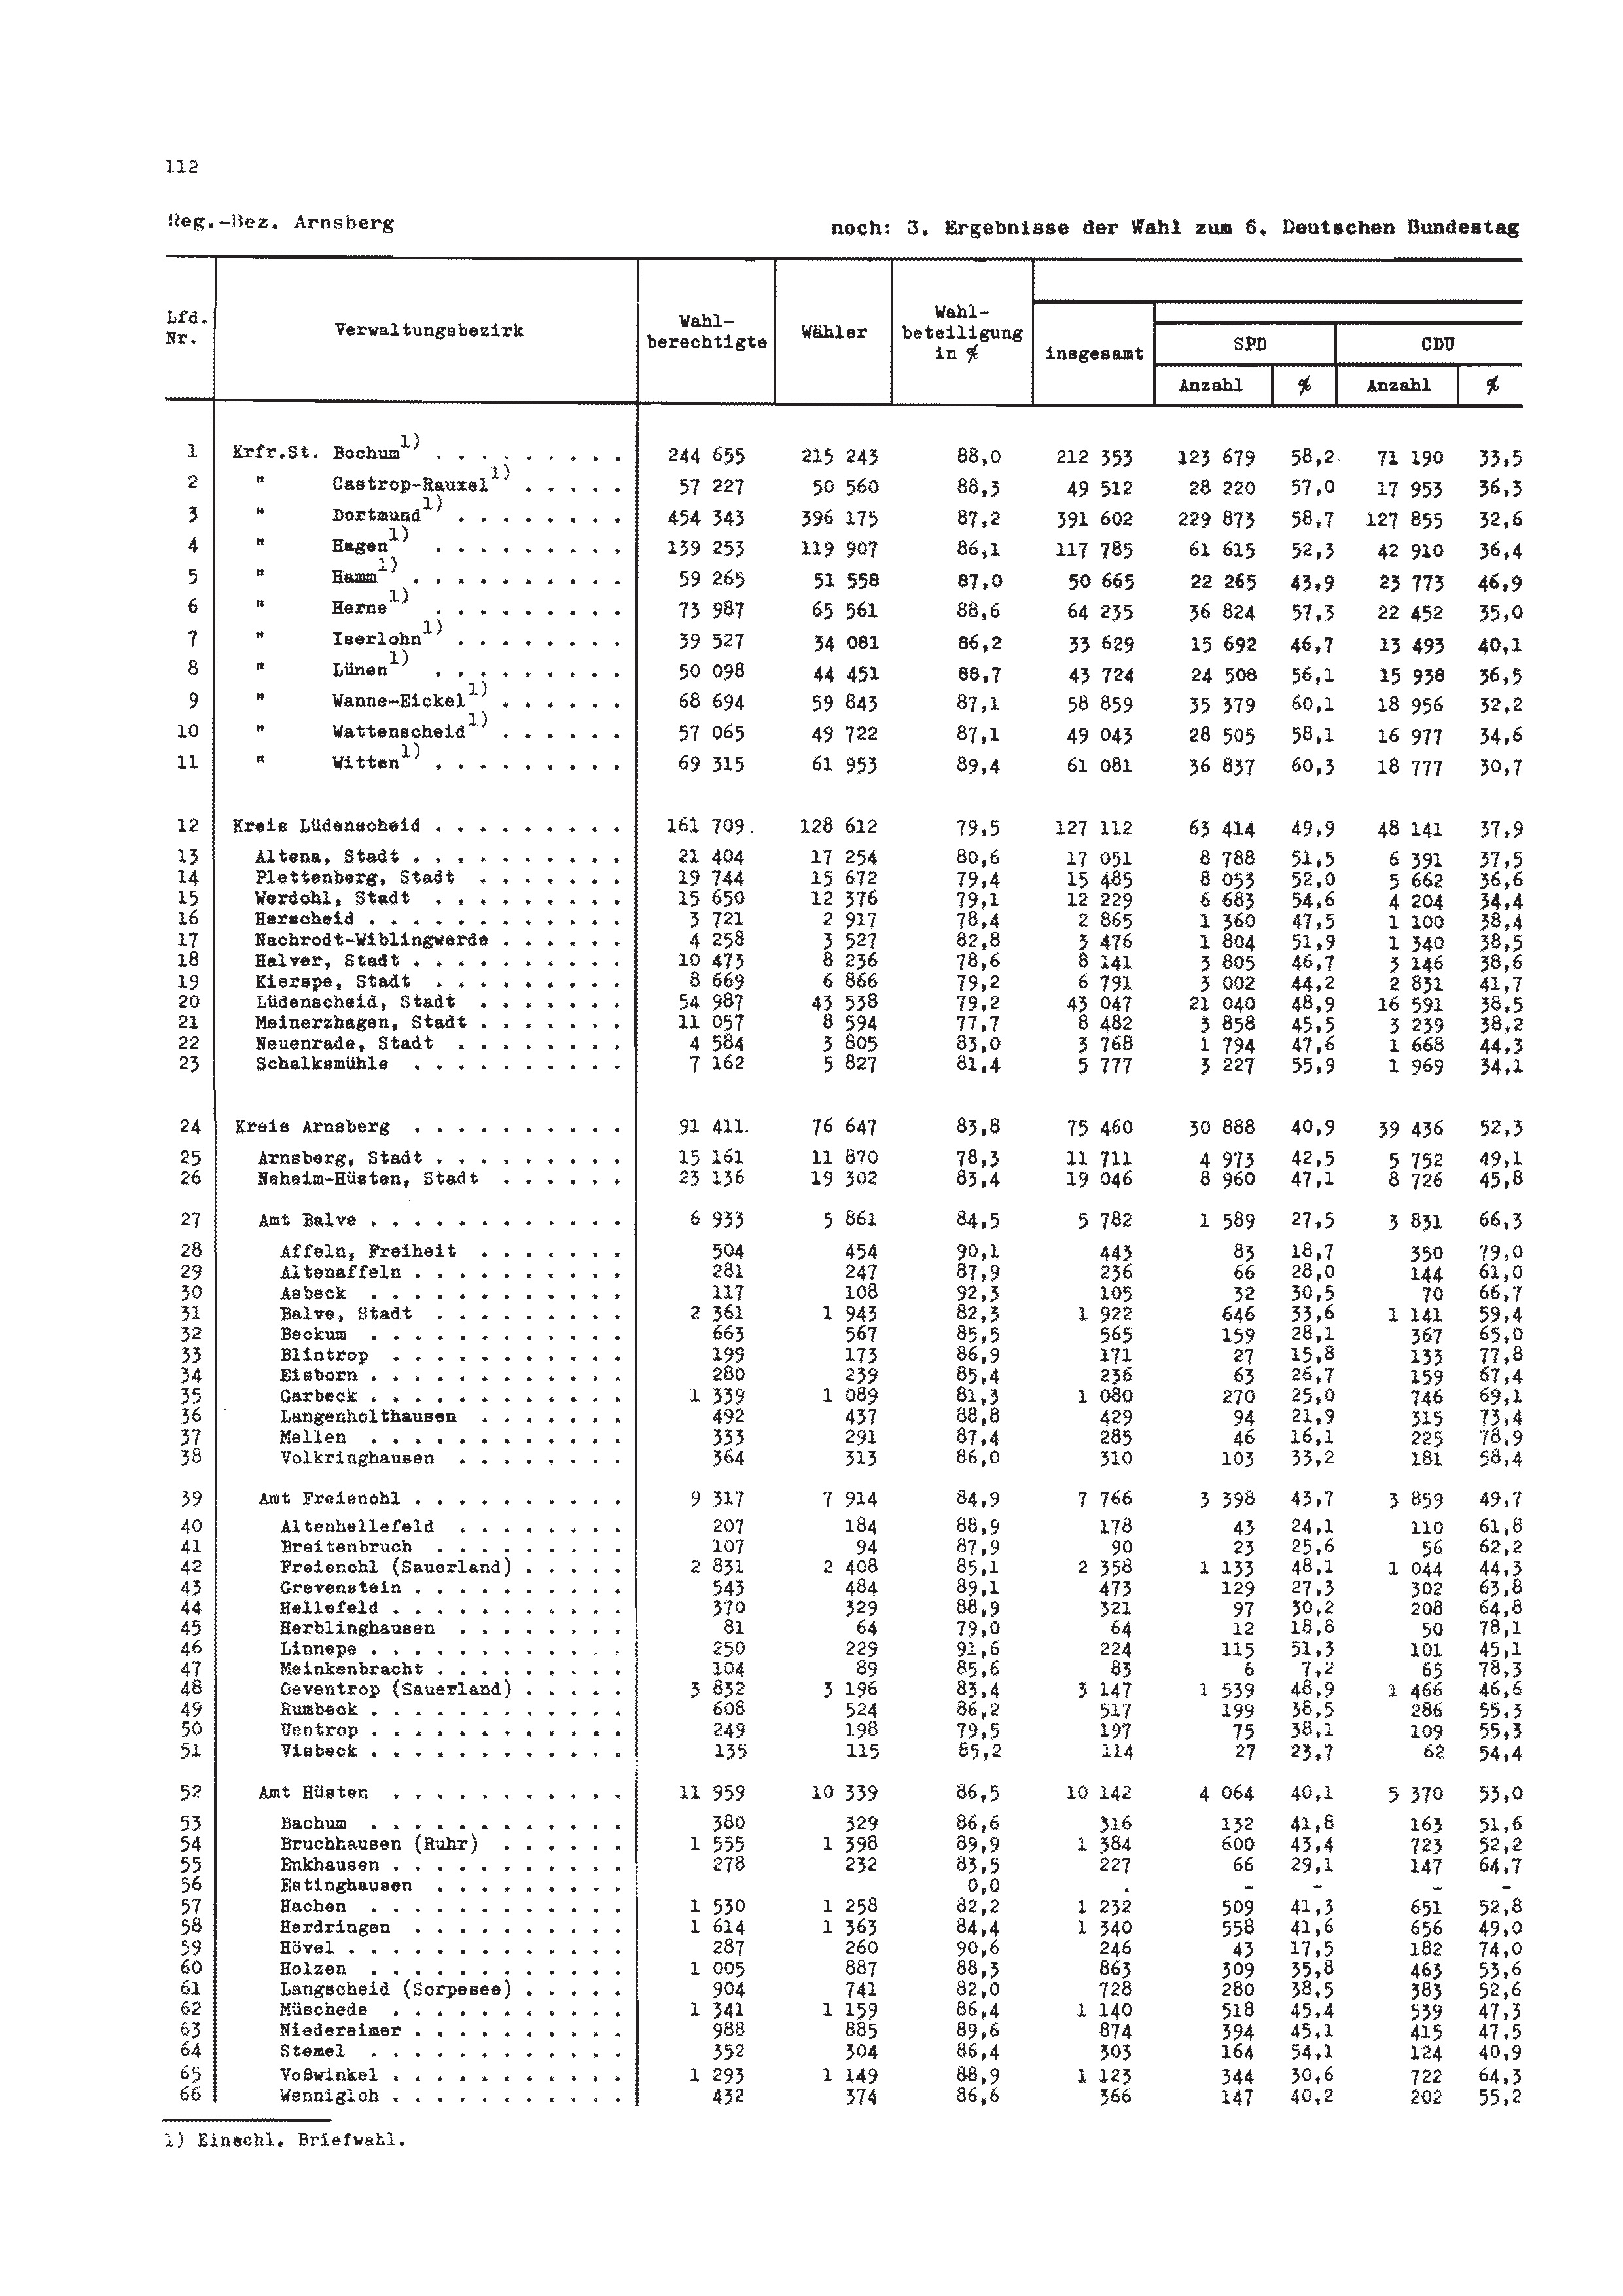 112
Reg.-Bez. Arnsberg noch: 3. Ergebnisse der Wahl zum 6. Deutschen Bundestag
Lfd. Nr. Verwaltungsbezirk Wahl-berechtigte Wähler Wahl-beteiligung in % insgesamt SPD CDU
Anzahl % Anzahl %
1 Krfr.St. Bochum1) . . . . . . . . . 244 655 215 243 88,0 212 353 123 679 58,2 71 190 33,5
2 " Castrop-Rauxel1) . . . . . 57 227 50 560 88,3 49 512 28 220 57,0 17 953 36,3
3 " Dortmund1) . . . . . . . . 454 343 396 175 87,2 391 602 229 873 58,7 127 855 32,6
4 " Hagen1) . . . . . . . . . 139 253 119 907 86,1 117 785 61 615 52,3 42 910 36,4
5 " Hamm1) . . . . . . . . . . 59 265 51 558 87,0 50 665 22 265 43,9 23 773 46,9
6 " Herne1) . . . . . . . . . 73 987 65 561 88,6 64 235 36 824 57,3 22 452 35,0
7 " Iserlohn1) . . . . . . . . 39 527 34 081 86,2 33 629 15 692 46,7 13 493 40,1
8 " Lünen1) . . . . . . . . . 50 098 44 451 88,7 43 724 24 508 56,1 15 938 36,5
9 " Wanne-Eickel1) . . . . . . 68 694 59 843 87,1 58 859 35 379 60,1 18 956 32,2
10 " Wattenscheid1) . . . . . . 57 065 49 722 87,1 49 043 28 505 58,1 16 977 34,6
11 " Witten1) . . . . . . . . . 69 315 61 953 89,4 61 081 36 837 60,3 18 777 30,7
12 Kreis Lüdenscheid . . . . . . . . . 161 709 128 612 79,5 127 112 63 414 49,9 48 141 37,9
13 Altena, Stadt . . . . . . . . . . 21 404 17 254 80,6 17 051 8 788 51,5 6 391 37,5
14 Plettenberg, Stadt . . . . . . . 19 744 15 672 79,4 15 485 8 053 52,0 5 662 36,6
15 Werdohl, Stadt . . . . . . . . . 15 650 12 376 79,1 12 229 6 683 54,6 4 204 34,4
16 Herscheid . . . . . . . . . . . . 3 721 2 917 78,4 2 865 1 360 47,5 1 100 38,4
17 Nachrodt-Wiblingwerde . . . . . . 4 258 3 527 82,8 3 476 1 804 51,9 1 340 38,5
18 Halver, Stadt . . . . . . . . . . 10 473 8 236 78,6 8 141 3 805 46,7 3 146 38,6
19 Kierspe, Stadt . . . . . . . . . 8 669 6 866 79,2 6 791 3 002 44,2 2 831 41,7
20 Lüdenscheid, Stadt . . . . . . . 54 987 43 538 79,2 43 047 21 040 48,9 16 591 38,5
21 Meinerzhagen, Stadt . . . . . . . 11 057 8 594 77,7 8 482 3 858 45,5 3 239 38,2
22 Neuenrade, Stadt . . . . . . . . 4 584 3 805 83,0 3 768 1 794 47,6 1 668 44,3
23 Schalksmühle . . . . . . . . . . 7 162 5 827 81,4 5 777 3 227 55,9 1 969 34,1
24 Kreis Arnsberg . . . . . . . . . . 91 411 76 647 83,8 75 460 30 888 40,9 39 436 52,3
25 Arnsberg, Stadt . . . . . . . . . 15 161 11 870 78,3 11 711 4 973 42,5 5 752 49,1
26 Neheim-Hüsten, Stadt . . . . . . 23 136 19 302 83,4 19 046 8 960 47,1 8 726 45,8
27 Amt Balve . . . . . . . . . . . . 6 933 5 861 84,5 5 782 1 589 27,5 3 831 66,3
28 Affeln, Freiheit . . . . . . . 504 454 90,1 443 83 18,7 350 79,0
29 Altenaffeln . . . . . . . . . . 281 247 87,9 236 66 28,0 144 61,0
30 Asbeck . . . . . . . . . . . . 117 108 92,3 105 32 30,5 70 66,7
31 Balve, Stadt . . . . . . . . . 2 361 1 943 82,3 1 922 646 33,6 1 141 59,4
32 Beckum . . . . . . . . . . . . 663 567 85,5 565 159 28,1 367 65,0
33 Blintrop . . . . . . . . . . . 199 173 86,9 171 27 15,8 133 77,8
34 Eisborn . . . . . . . . . . . . 280 239 85,4 236 63 26,7 159 67,4
35 Garbeck . . . . . . . . . . . . 1 339 1 089 81,3 1 080 270 25,0 746 69,1
36 Langenholthausen . . . . . . . 492 437 88,8 429 94 21,9 315 73,4
37 Mellen . . . . . . . . . . . . 333 291 87,4 285 46 16,1 225 78,9
38 Volkringhausen . . . . . . . . 364 313 86,0 310 103 33,2 181 58,4
39 Amt Freienohl . . . . . . . . . . 9 317 7 914 84,9 7 766 3 398 43,7 3 859 49,7
40 Altenhellefeld . . . . . . . . 207 184 88,9 178 43 24,1 110 61,8
41 Breitenbruch . . . . . . . . . 107 94 87,9 90 23 25,6 56 62,2
42 Freienohl (Sauerland) . . . . . 2 831 2 408 85,1 2 358 1 133 48,1 1 044 44,3
43 Grevenstein . . . . . . . . . . 543 484 89,1 473 129 27,3 302 63,8
44 Hellefeld . . . . . . . . . . . 370 329 88,9 321 97 30,2 208 64,8
45 Herblinghausen . . . . . . . . 81 64 79,0 64 12 18,8 50 78,1
46 Linnepe . . . . . . . . . . . . 250 229 91,6 224 115 51,3 101 45,1
47 Meinkenbracht . . . . . . . . . 104 89 85,6 83 6 7,2 65 78,3
48 Oeventrop (Sauerland) . . . . . 3 832 3 196 83,4 3 147 1 539 48,9 1 466 46,6
49 Rumbeck . . . . . . . . . . . . 608 524 86,2 517 199 38,5 286 55,3
50 Uentrop . . . . . . . . . . . . 249 198 79,5 197 75 38,1 109 55,3
51 Visbeck . . . . . . . . . . . . 135 115 85,2 114 27 23,7 62 54,4
52 Amt Hüsten . . . . . . . . . . . 11 959 10 339 86,5 10 142 4 064 40,1 5 370 53,0
53 Bachum . . . . . . . . . . . . 380 329 86,6 316 132 41,8 163 51,6
54 Bruchhausen (Ruhr) . . . . . . 1 555 1 398 89,9 1 384 600 43,4 723 52,2
55 Enkhausen . . . . . . . . . . . 278 232 83,5 227 66 29,1 147 64,7
56 Estinghausen . . . . . . . . . 0,0 . - - - -
57 Hachen . . . . . . . . . . . . 1 530 1 258 82,2 1 232 509 41,3 651 52,8
58 Herdringen . . . . . . . . . . 1 614 1 363 84,4 1 340 558 41,6 656 49,0
59 Hövel . . . . . . . . . . . . . 287 260 90,6 246 43 17,5 182 74,0
60 Holzen . . . . . . . . . . . . 1 005 887 88,3 863 309 35,8 463 53,6
61 Langscheid (Sorpesee) . . . . . 904 741 82,0 728 280 38,5 383 52,6
62 Müschede . . . . . . . . . . . 1 341 1 159 86,4 1 140 518 45,4 539 47,3
63 Niedereimer . . . . . . . . . . 988 885 89,6 874 394 45,1 415 47,5
64 Stemel . . . . . . . . . . . . 352 304 86,4 303 164 54,1 124 40,9
65 Voßwinkel . . . . . . . . . . . 1 293 1 149 88,9 1 123 344 30,6 722 64,3
66 Wennigloh . . . . . . . . . . . 432 374 86,6 366 147 40,2 202 55,2
1) Einschl. Briefwahl.